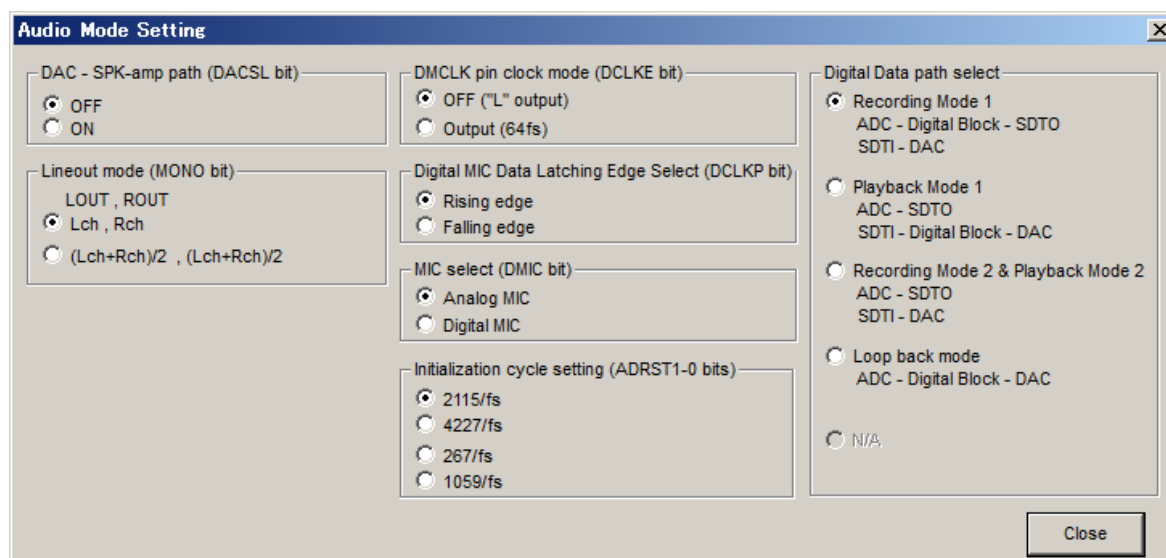 Audio Mode Setting
DAC - SPK-amp path (DACSL bit)
OFF
ON
Lineout mode (MONO bit)
LOUT , ROUT
Lch , Rch
(Lch+Rch)/2 , (Lch+Rch)/2
DMCLK pin clock mode (DCLKE bit)
OFF ("L" output)
Output (64fs)
Digital MIC Data Latching Edge Select (DCLKP bit)
Rising edge
Falling edge
MIC select (DMIC bit)
Analog MIC
Digital MIC
Initialization cycle setting (ADRST1-0 bits)
2115/fs
4227/fs
267/fs
1059/fs
Digital Data path select
Recording Mode 1
ADC - Digital Block - SDTO
SDTI - DAC
Playback Mode 1
ADC - SDTO
SDTI - Digital Block - DAC
Recording Mode 2 & Playback Mode 2
ADC - SDTO
SDTI - DAC
Loop back mode
ADC - Digital Block - DAC
N/A
Close